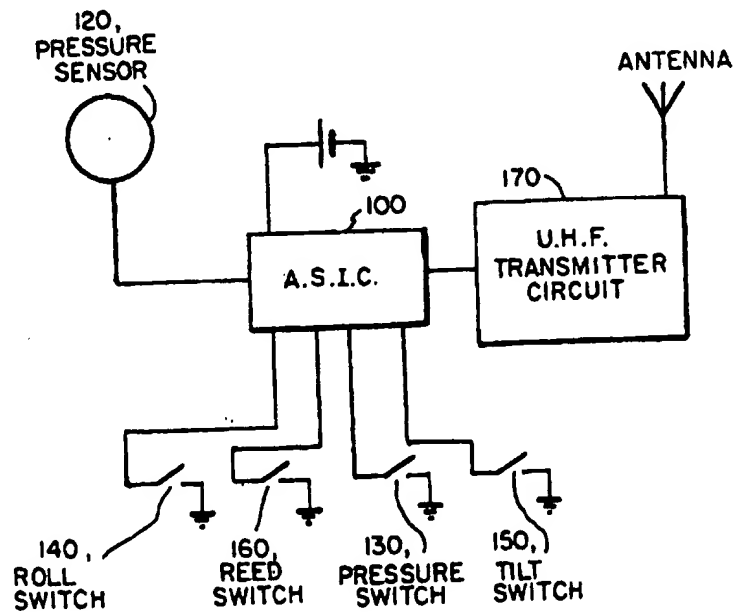 120,
PRESSURE
SENSOR
ANTENNA
100
170
A.S.I.C.
U.H.F.
TRANSMITTER
CIRCUIT
140,
ROLL
SWITCH
160,
REED
SWITCH
130,
PRESSURE
SWITCH
150,
TILT
SWITCH